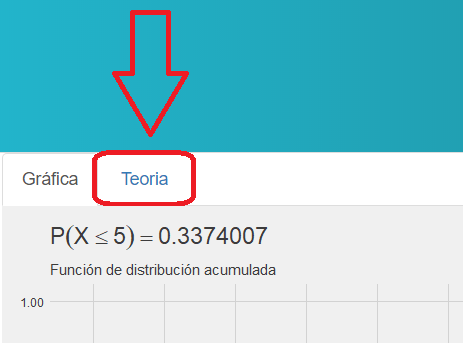 Gráfica Teoria
P(X ≤ 5) = 0.3374007
Función de distribución acumulada
1.00